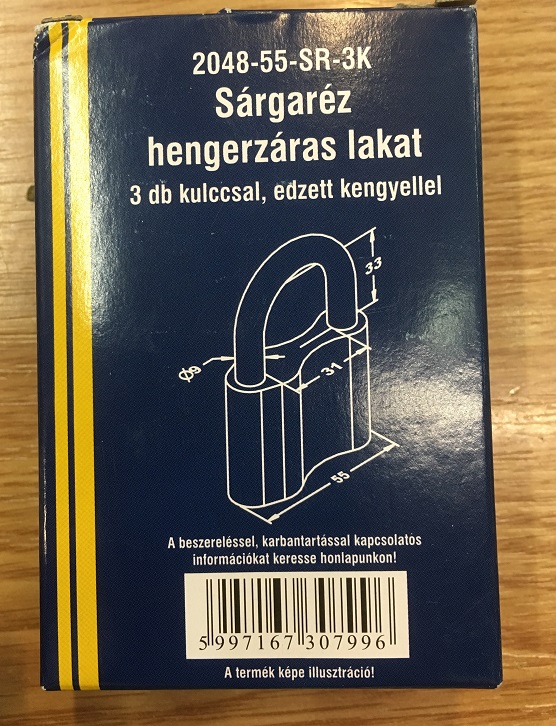 2048-55-SR-3K
Sárgaréz
hengerzáras lakat
3 db kulccsal, edzett kengyellel
33
Ø9
31
55
A beszereléssel, karbantartással kapcsolatos
információkat keresse honlapunkon!
5 997167 307996
A termék képe illusztráció!